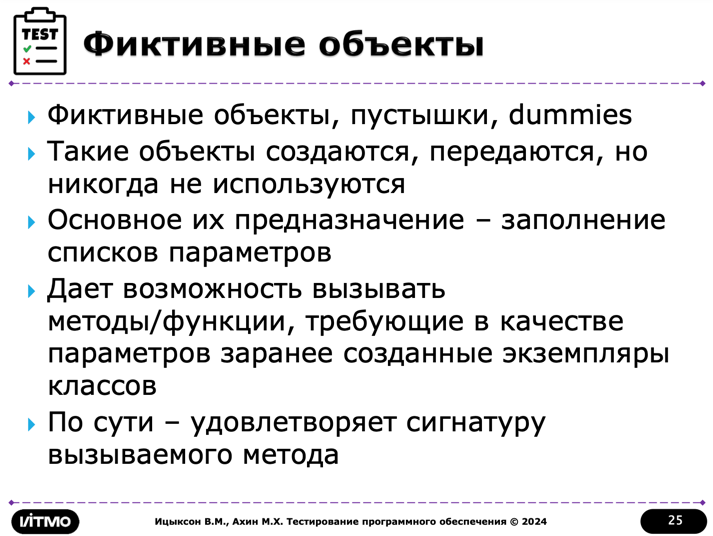 TEST
Фиктивные объекты
Фиктивные объекты, пустышки, dummies
Такие объекты создаются, передаются, но
никогда не используются
Основное их предназначение – заполнение
списков параметров
Дает возможность вызывать
методы/функции, требующие в качестве
параметров заранее созданные экземпляры
классов
По сути – удовлетворяет сигнатуру
вызываемого метода
ИТМО
Ицыксон В.М., Ахин М.Х. Тестирование программного обеспечения © 2024
25